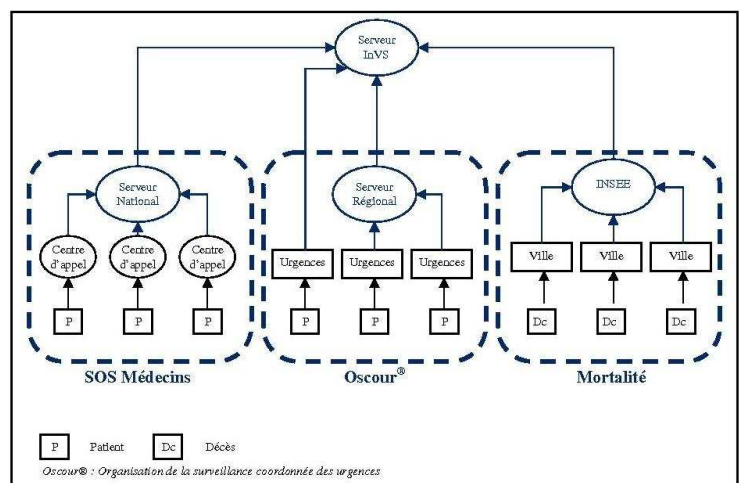 Serveur
InVS
Serveur
National
Serveur
Régional
INSEE
Centre
d'appel
Centre
d'appel
Centre
d'appel
Urgences
Urgences
Urgences
Ville
Ville
Ville
P
P
P
P
P
P
Dc
Dc
Dc
SOS Médecins
Oscour®
Mortalité
P Patient Dc Décès
Oscour® : Organisation de la surveillance coordonnée des urgences